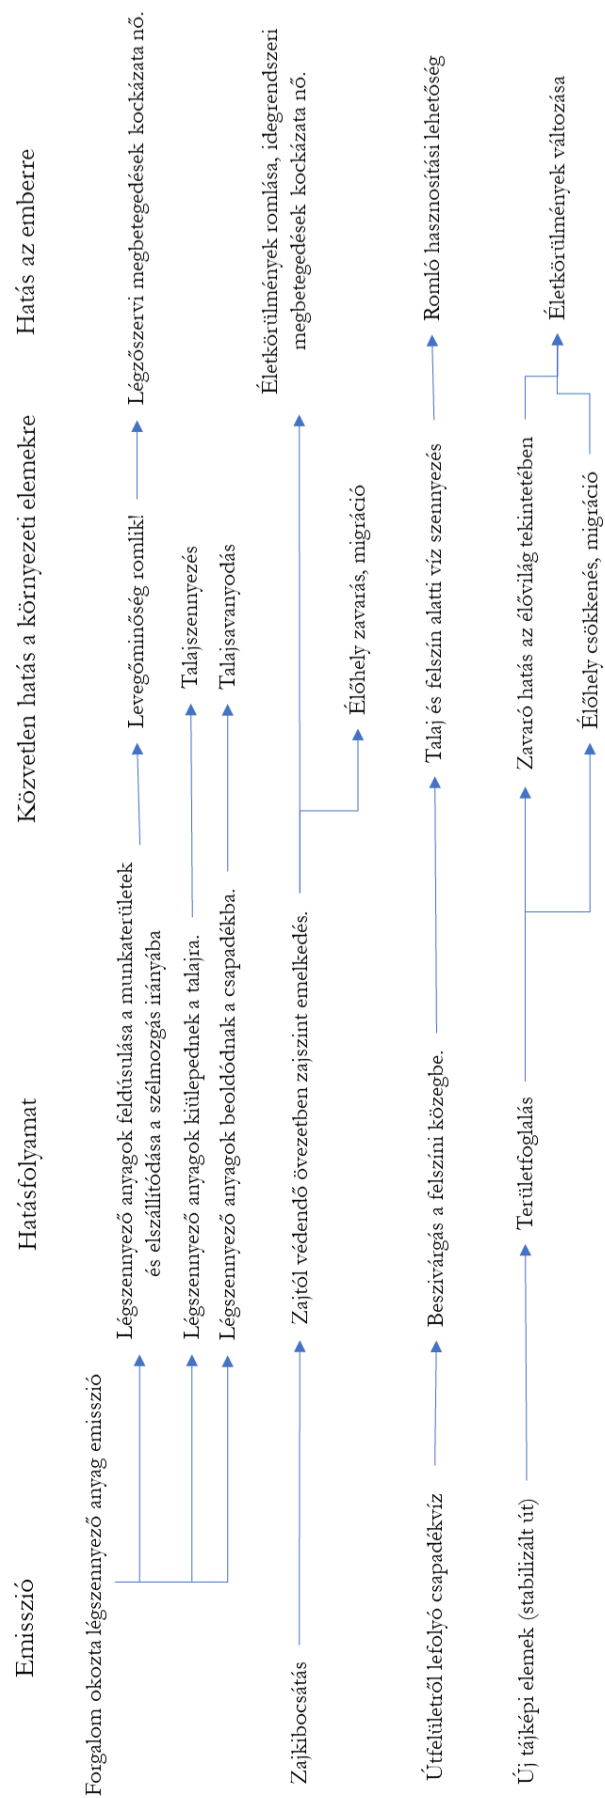 Emisszió
Hatásfolyamat
Közvetlen hatás a környezeti elemekre
Hatás az emberre
Forgalom okozta légszennyező anyag emisszió
Légszennyező anyagok feldúsulása a munkaterületek
és elszállítódása a szélmozgás irányába
Levegőminőség romlik!
Légzőszervi megbetegedések kockázata nő.
Légszennyező anyagok kiülepednek a talajra.
Talajszennyezés
Légszennyező anyagok beoldódnak a csapadékba.
Talajsavanyodás
Zajkibocsátás
Zajtól védendő övezetben zajszint emelkedés.
Életkörülmények romlása, idegrendszeri
megbetegedések kockázata nő.
Élőhely zavarás, migráció
Útfelületről lefolyó csapadékvíz
Beszivárgás a felszíni közegbe.
Talaj és felszín alatti víz szennyezés
Romló hasznosítási lehetőség
Új tájképi elemek (stabilizált út)
Területfoglalás
Zavaró hatás az élővilág tekintetében
Életkörülmények változása
Élőhely csökkenés, migráció